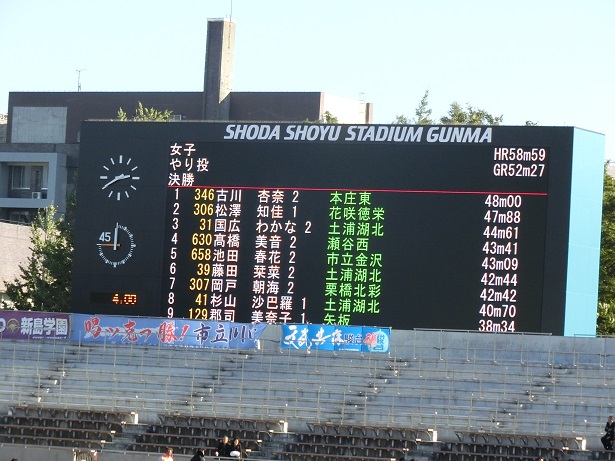 SHODA SHOYU STADIUM GUNMA
女子 HR58m59
やり投 GR52m27
決勝
1 346 古川 杏奈 2 本庄東 48m00
2 306 松澤 知佳 1 花咲徳栄 47m88
3 31 国広 わかな 2 土浦湖北 44m61
4 630 髙橋 美音 2 瀬谷西 43m41
5 658 池田 春花 2 市立金沢 43m09
6 39 藤田 栞菜 2 土浦湖北 42m44
7 307 岡戸 朝海 2 栗橋北彩 42m42
8 41 杉山 沙巴羅 1 土浦湖北 40m70
9 129 郡司 美奈子 1 矢板 38m34
45
4.00
新島学園
市立川